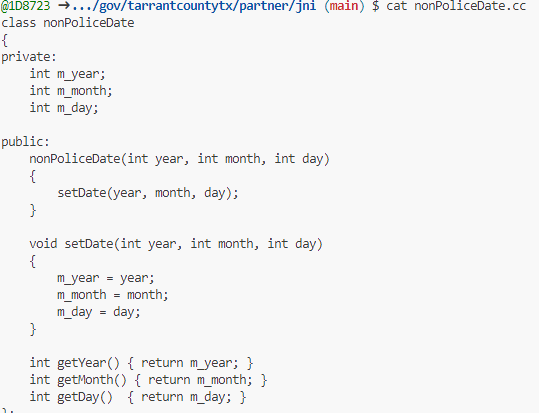 @1D8723 →.../gov/tarrantcountytx/partner/jni (main) $ cat nonPoliceDate.cc
class nonPoliceDate
{
private:
    int m_year;
    int m_month;
    int m_day;

public:
    nonPoliceDate(int year, int month, int day)
    {
        setDate(year, month, day);
    }

    void setDate(int year, int month, int day)
    {
        m_year = year;
        m_month = month;
        m_day = day;
    }

    int getYear() { return m_year; }
    int getMonth() { return m_month; }
    int getDay()  { return m_day; }
};